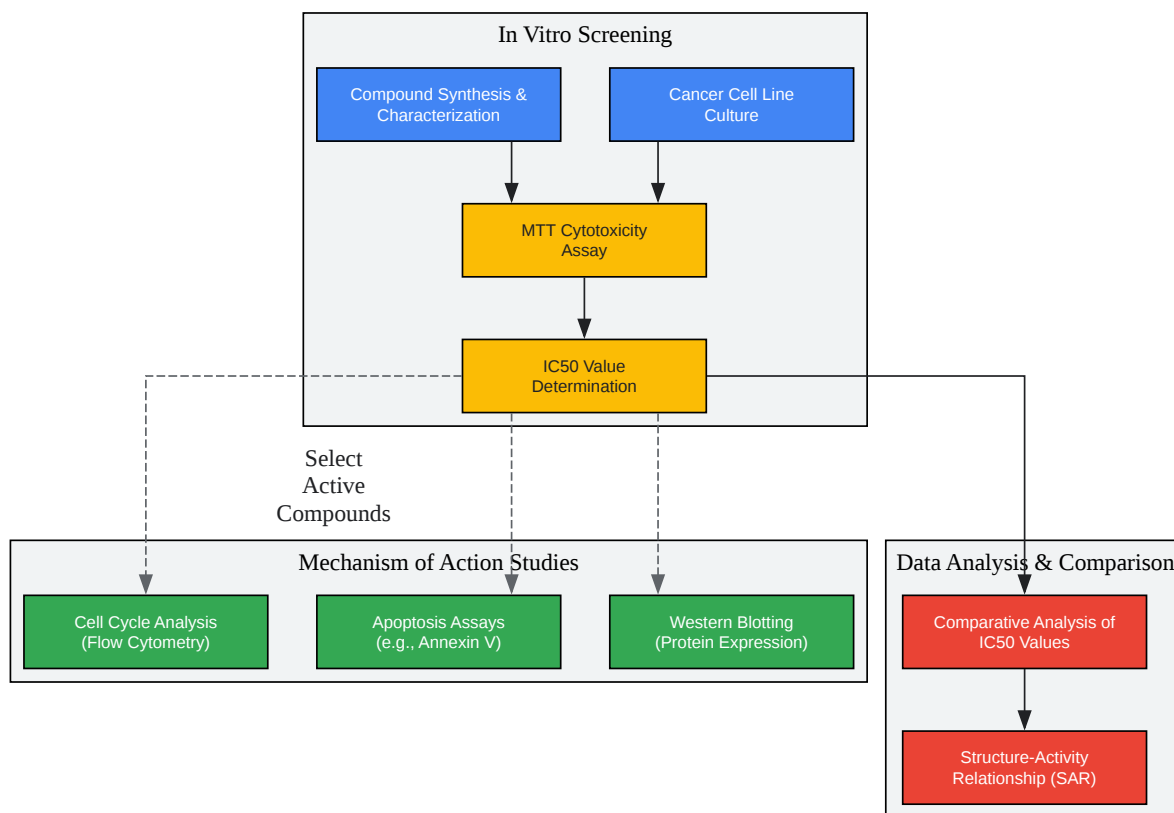 In Vitro Screening
Compound Synthesis &
Characterization
Cancer Cell Line
Culture
MTT Cytotoxicity
Assay
IC50 Value
Determination
Select
Active
Compounds
Mechanism of Action Studies
Cell Cycle Analysis
(Flow Cytometry)
Apoptosis Assays
(e.g., Annexin V)
Western Blotting
(Protein Expression)
Data Analysis & Comparison
Comparative Analysis of
IC50 Values
Structure-Activity
Relationship (SAR)